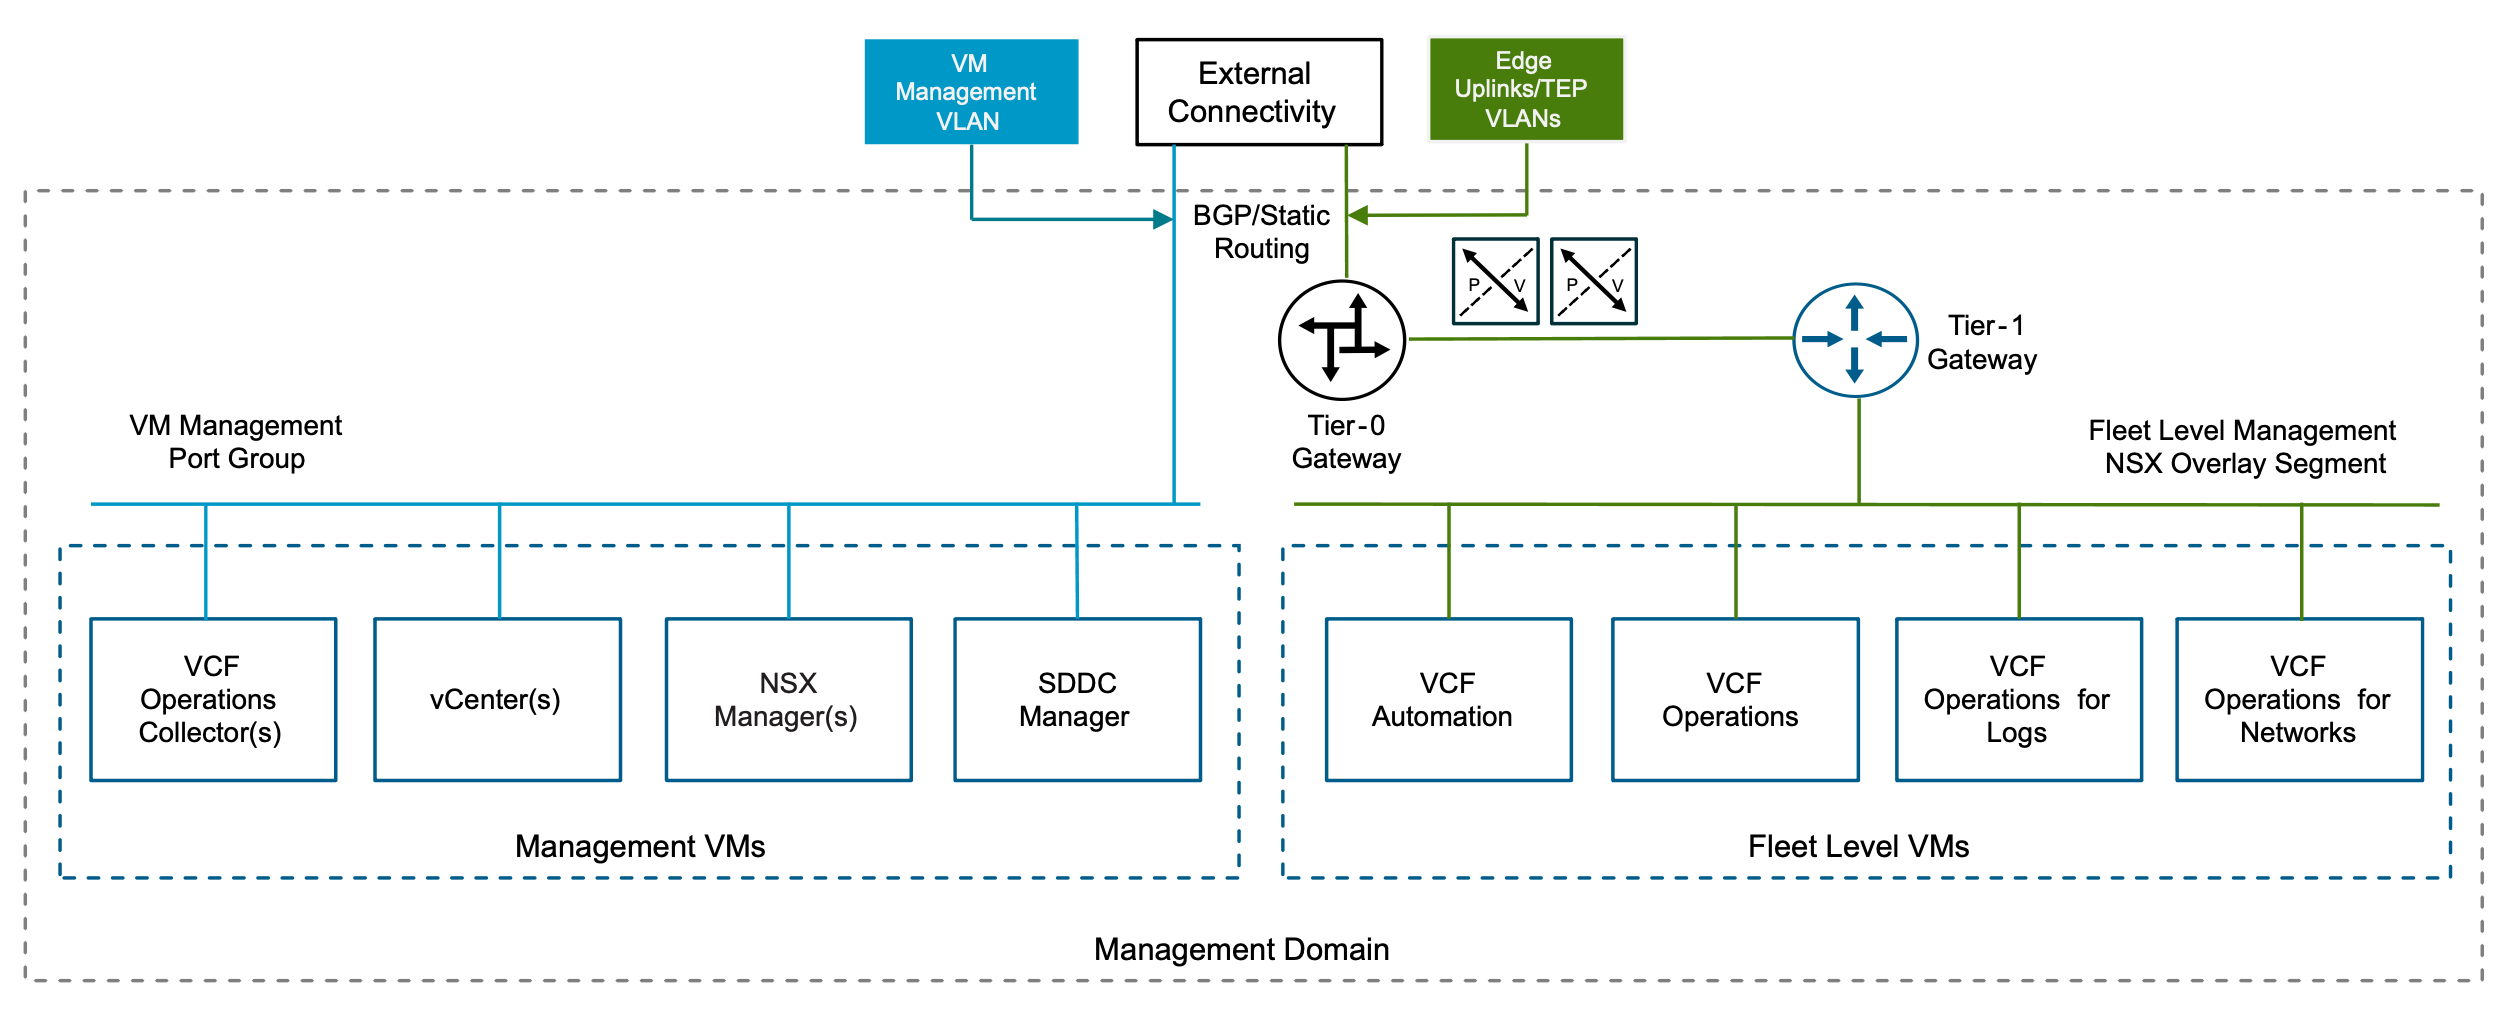 VM
Management
VLAN
External
Connectivity
Edge
Uplinks/TEP
VLANs
BGP/Static
Routing
P
V
P
V
Tier-1
Gateway
Tier-0
Gateway
VM Management
Port Group
Fleet Level Management
NSX Overlay Segment
VCF
Operations
Collector(s)
vCenter(s)
NSX
Manager(s)
SDDC
Manager
VCF
Automation
VCF
Operations
VCF
Operations for
Logs
VCF
Operations for
Networks
Management VMs
Fleet Level VMs
Management Domain